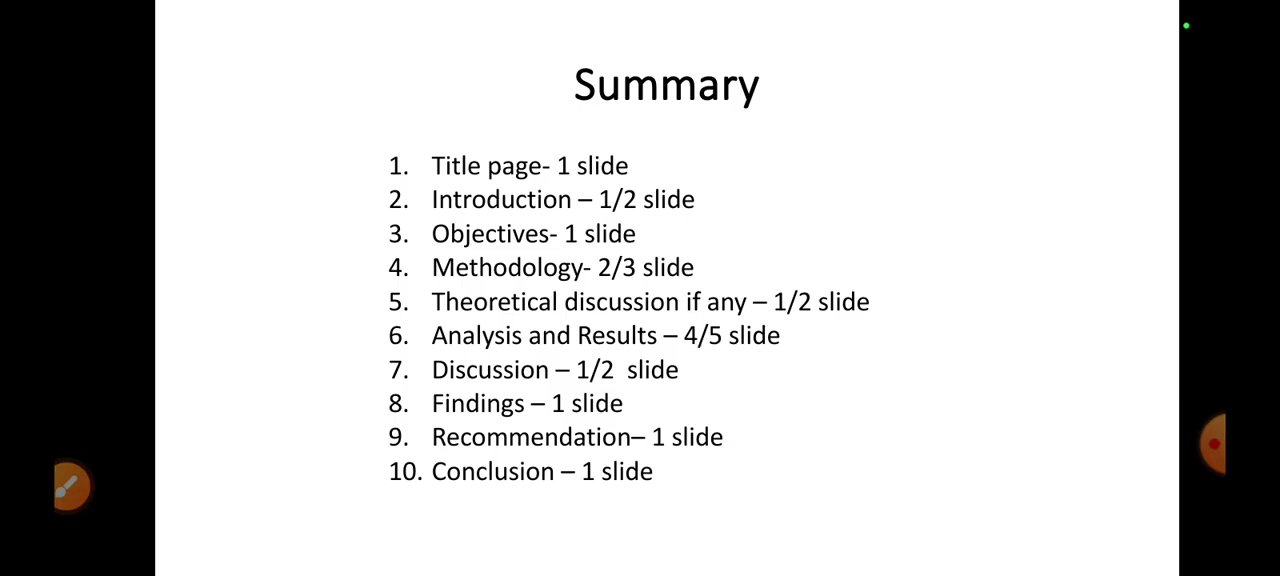 Summary
1. Title page- 1 slide
2. Introduction – 1/2 slide
3. Objectives- 1 slide
4. Methodology- 2/3 slide
5. Theoretical discussion if any – 1/2 slide
6. Analysis and Results – 4/5 slide
7. Discussion – 1/2  slide
8. Findings – 1 slide
9. Recommendation– 1 slide
10. Conclusion – 1 slide